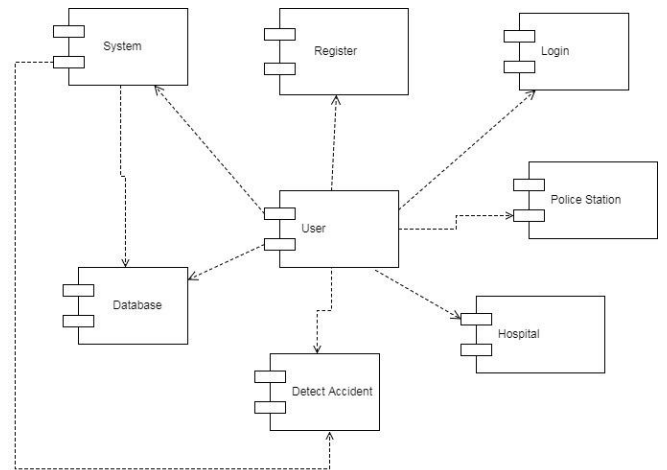 System
Register
Login
Police Station
User
Database
Hospital
Detect Accident